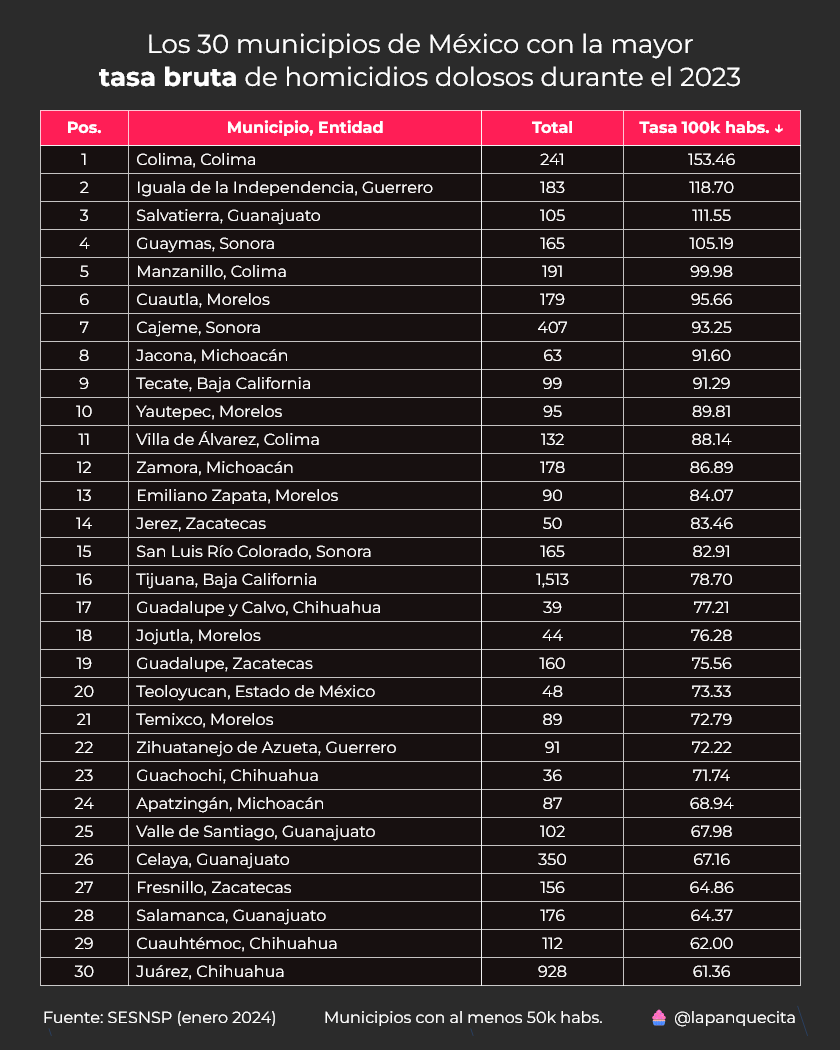 Los 30 municipios de México con la mayor
tasa bruta de homicidios dolosos durante el 2023
Pos. Municipio, Entidad Total Tasa 100k habs. ↓
1 Colima, Colima 241 153.46
2 Iguala de la Independencia, Guerrero 183 118.70
3 Salvatierra, Guanajuato 105 111.55
4 Guaymas, Sonora 165 105.19
5 Manzanillo, Colima 191 99.98
6 Cuautla, Morelos 179 95.66
7 Cajeme, Sonora 407 93.25
8 Jacona, Michoacán 63 91.60
9 Tecate, Baja California 99 91.29
10 Yautepec, Morelos 95 89.81
11 Villa de Álvarez, Colima 132 88.14
12 Zamora, Michoacán 178 86.89
13 Emiliano Zapata, Morelos 90 84.07
14 Jerez, Zacatecas 50 83.46
15 San Luis Río Colorado, Sonora 165 82.91
16 Tijuana, Baja California 1,513 78.70
17 Guadalupe y Calvo, Chihuahua 39 77.21
18 Jojutla, Morelos 44 76.28
19 Guadalupe, Zacatecas 160 75.56
20 Teoloyucan, Estado de México 48 73.33
21 Temixco, Morelos 89 72.79
22 Zihuatanejo de Azueta, Guerrero 91 72.22
23 Guachochi, Chihuahua 36 71.74
24 Apatzingán, Michoacán 87 68.94
25 Valle de Santiago, Guanajuato 102 67.98
26 Celaya, Guanajuato 350 67.16
27 Fresnillo, Zacatecas 156 64.86
28 Salamanca, Guanajuato 176 64.37
29 Cuauhtémoc, Chihuahua 112 62.00
30 Juárez, Chihuahua 928 61.36
Fuente: SESNSP (enero 2024) Municipios con al menos 50k habs. @lapanquecita